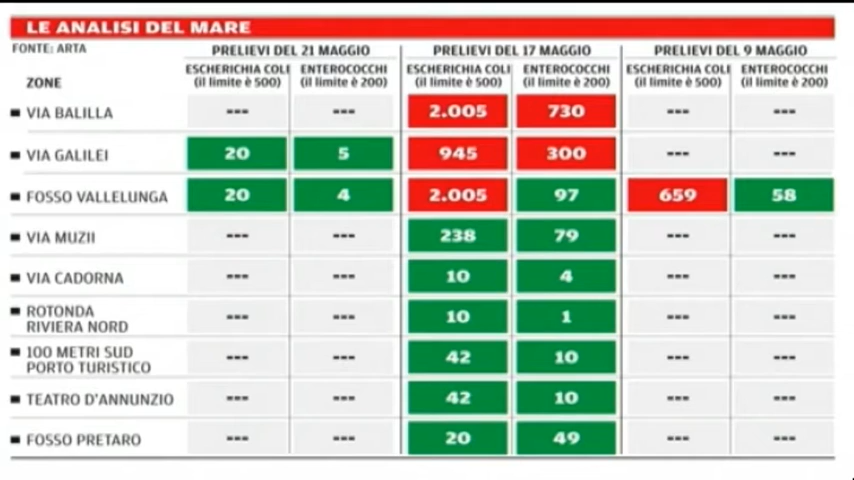 LE ANALISI DEL MARE
FONTE: ARTA
PRELIEVI DEL 21 MAGGIO PRELIEVI DEL 17 MAGGIO PRELIEVI DEL 9 MAGGIO
ZONE ESCHERICHIA COLI ENTEROCOCCHI ESCHERICHIA COLI ENTEROCOCCHI ESCHERICHIA COLI ENTEROCOCCHI
(il limite è 500) (il limite è 200) (il limite è 500) (il limite è 200) (il limite è 500) (il limite è 200)
VIA BALILLA --- --- 2.005 730 --- ---
VIA GALILEI 20 5 945 300 --- ---
FOSSO VALLELUNGA 20 4 2.005 97 659 58
VIA MUZII --- --- 238 79 --- ---
VIA CADORNA --- --- 10 4 --- ---
ROTONDA
RIVIERA NORD --- --- 10 1 --- ---
100 METRI SUD
PORTO TURISTICO --- --- 42 10 --- ---
TEATRO D'ANNUNZIO --- --- 42 10 --- ---
FOSSO PRETARO --- --- 20 49 --- ---